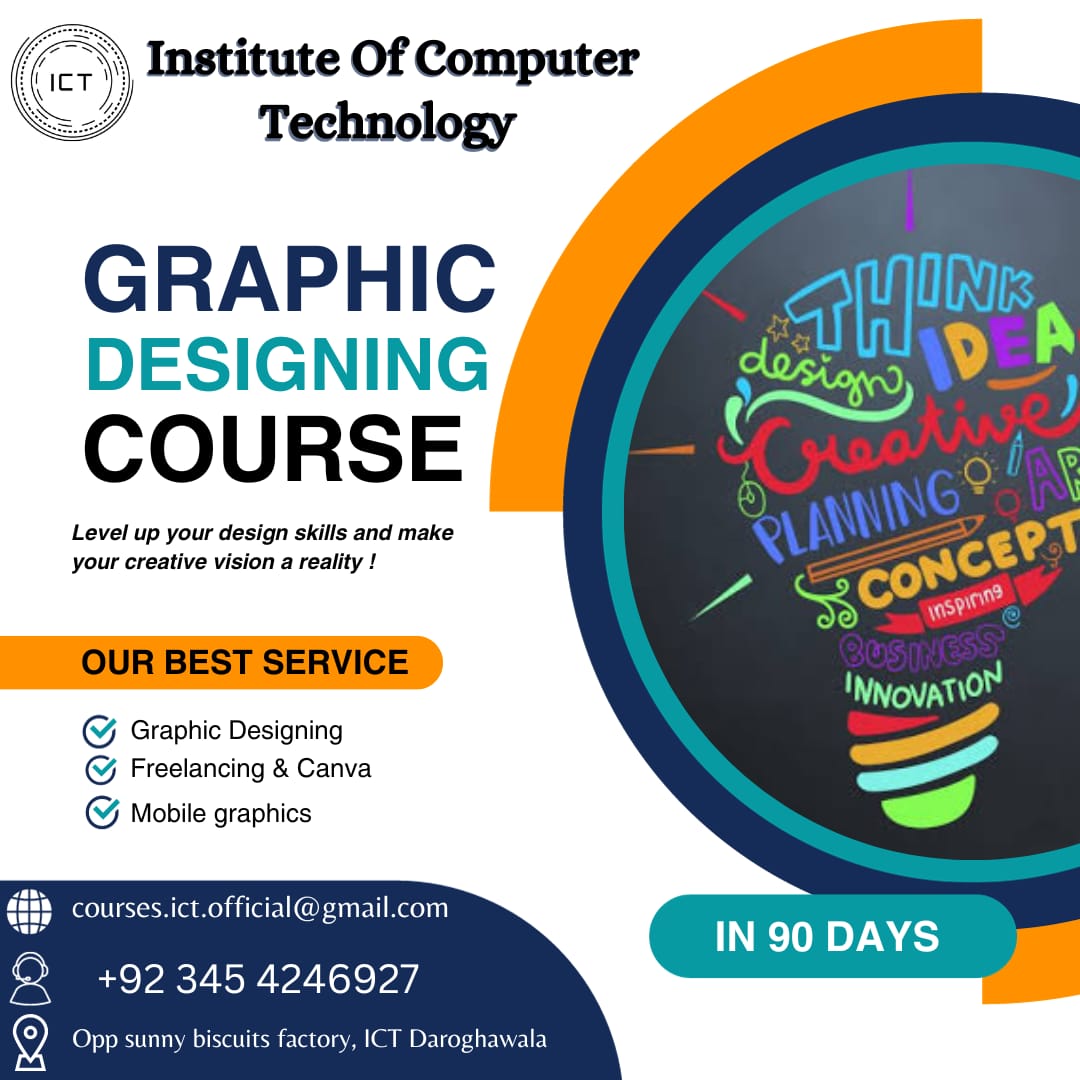 ICT
Institute Of Computer
Technology
GRAPHIC
DESIGNING
COURSE
Level up your design skills and make
your creative vision a reality !
OUR BEST SERVICE
Graphic Designing
Freelancing & Canva
Mobile graphics
THINK
IDEA
design
Creative
PLANNING
CONCEPT
inspiring
BUSINESS
INNOVATION
IN 90 DAYS
courses.ict.official@gmail.com
+92 345 4246927
Opp sunny biscuits factory, ICT Daroghawala